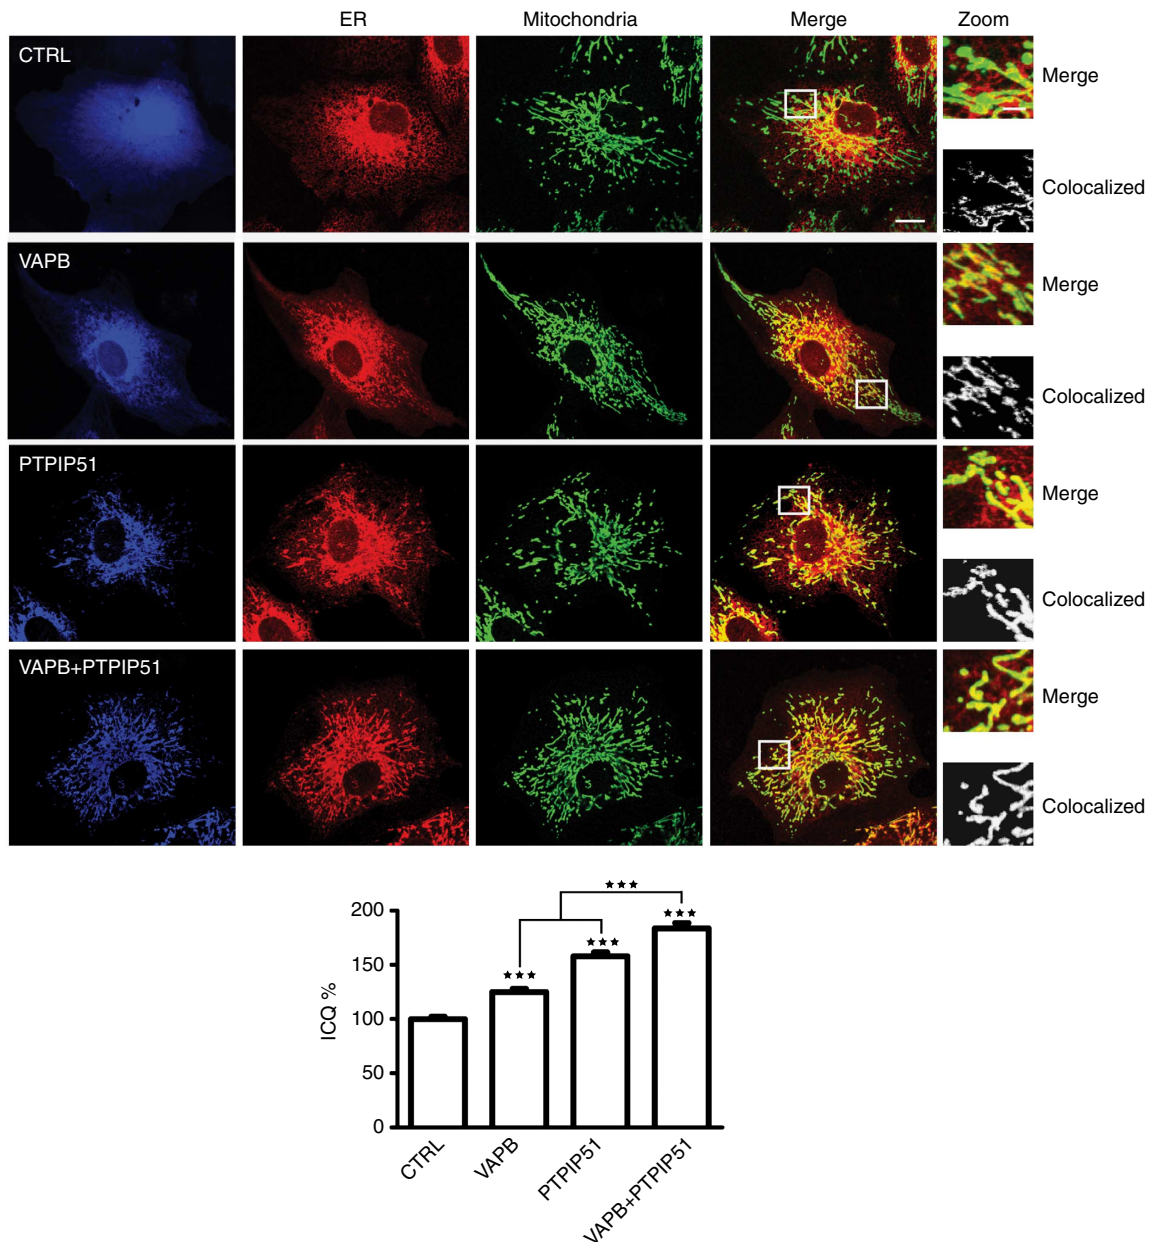 ER Mitochondria Merge Zoom
CTRL
Merge
Colocalized
VAPB
Merge
Colocalized
PTPIP51
Merge
Colocalized
VAPB+PTPIP51
Merge
Colocalized
★★★
200
★★★
★★★
150
★★★
ICQ %
100
50
0
CTRL
VAPB
PTPIP51
VAPB+PTPIP51